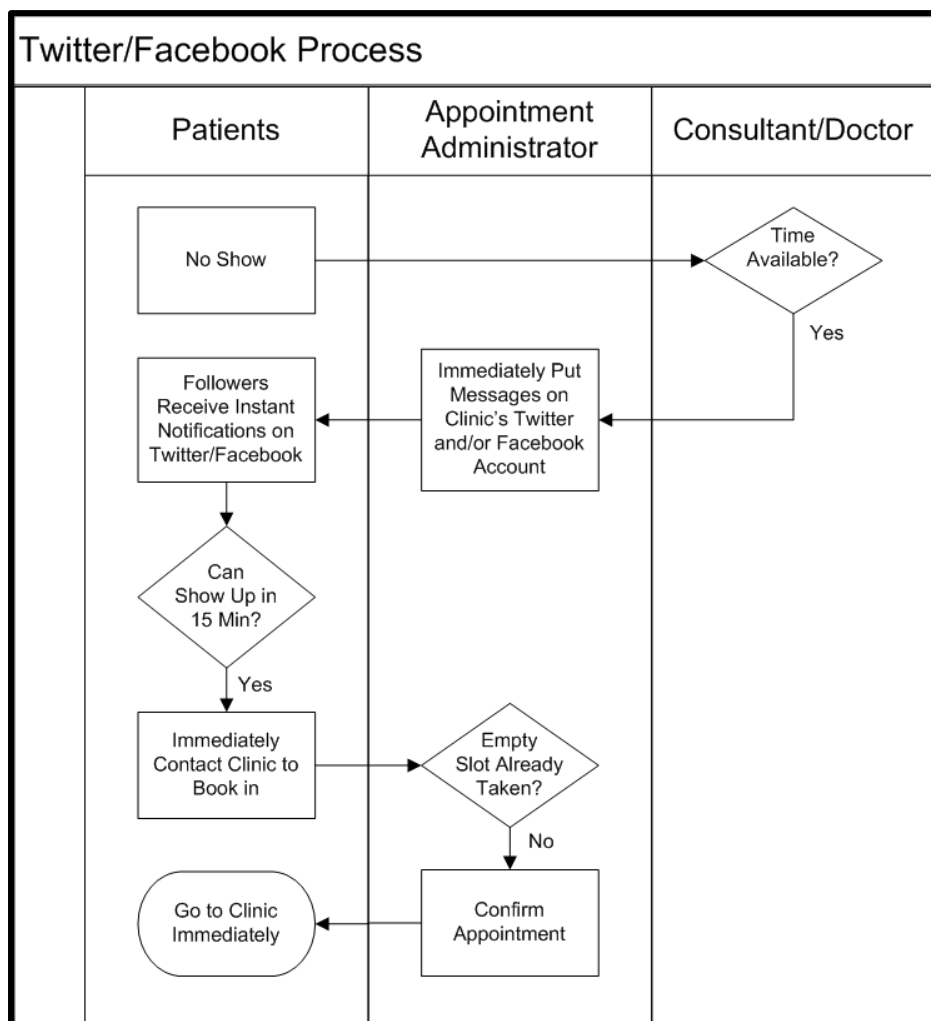 Twitter/Facebook Process
Patients
Appointment
Administrator
Consultant/Doctor
No Show
Time
Available?
Yes
Immediately Put
Messages on
Clinic's Twitter
and/or Facebook
Account
Followers
Receive Instant
Notifications on
Twitter/Facebook
Can
Show Up in
15 Min?
Yes
Immediately
Contact Clinic to
Book in
Empty
Slot Already
Taken?
No
Confirm
Appointment
Go to Clinic
Immediately